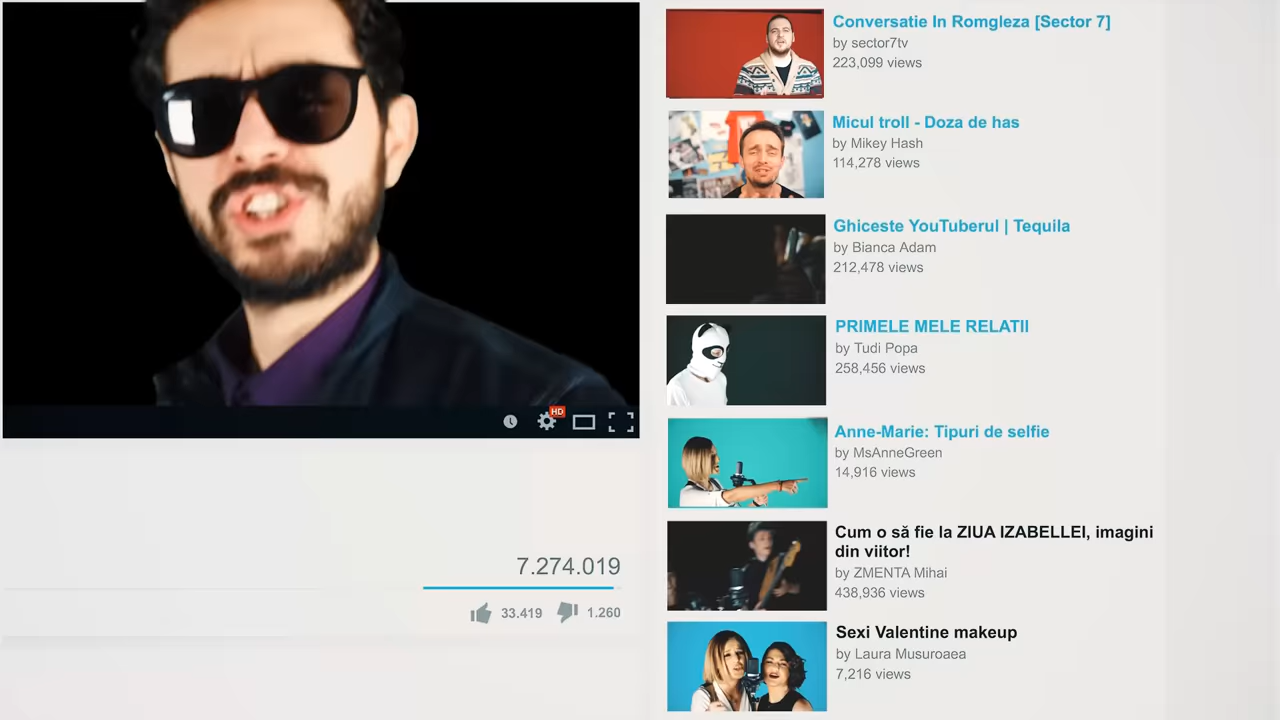 HD
7.274.019
33.419
1.260
Conversatie In Romgleza [Sector 7]
by sector7tv
223,099 views
Micul troll - Doza de has
by Mikey Hash
114,278 views
Ghiceste YouTuberul | Tequila
by Bianca Adam
212,478 views
PRIMELE MELE RELATII
by Tudi Popa
258,456 views
Anne-Marie: Tipuri de selfie
by MsAnneGreen
14,916 views
Cum o să fie la ZIUA IZABELLEI, imagini
din viitor!
by ZMENTA Mihai
438,936 views
Sexi Valentine makeup
by Laura Musuroaea
7,216 views